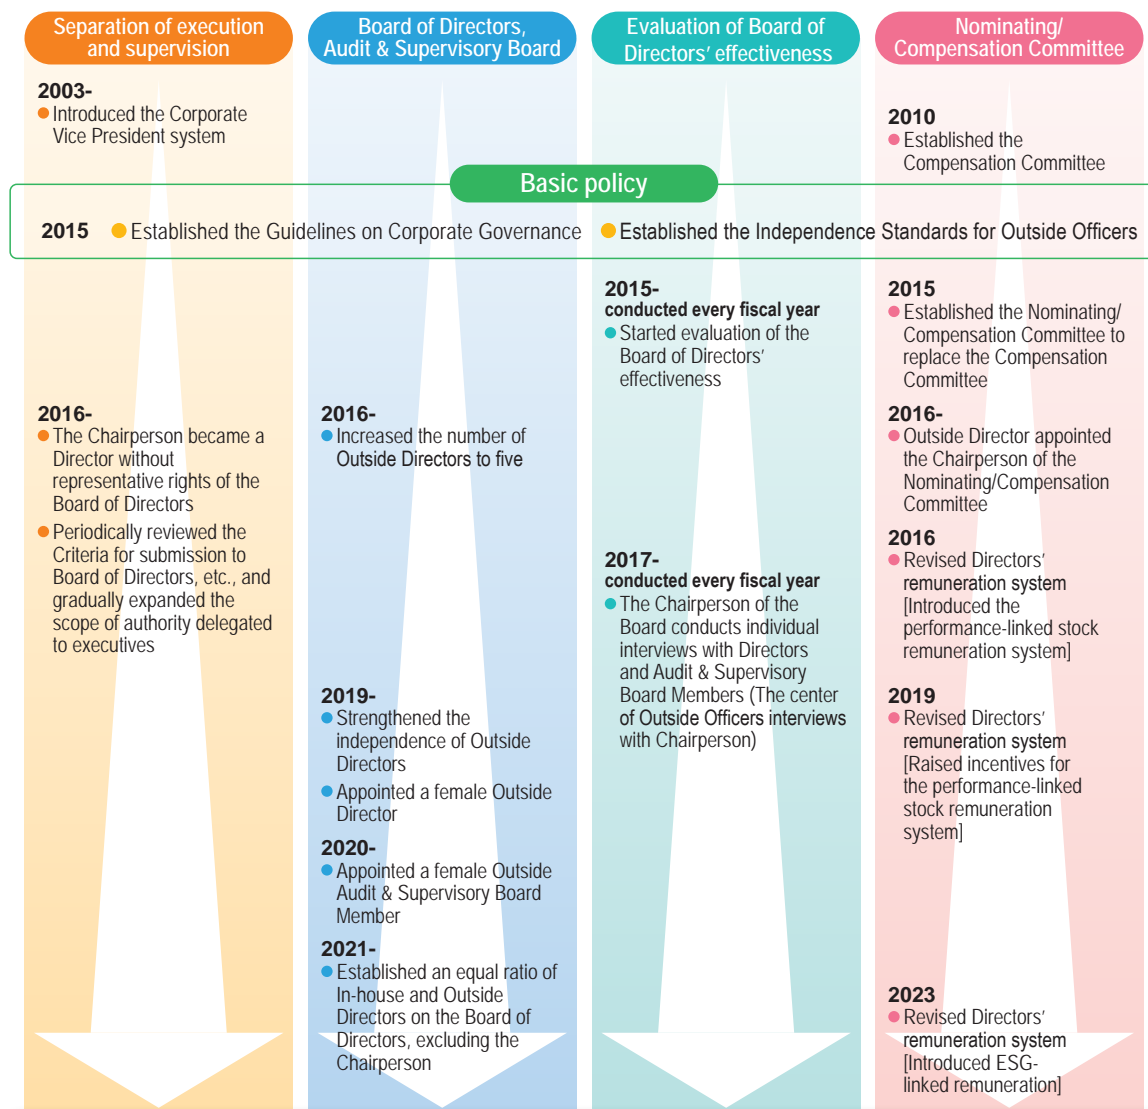 Separation of execution
and supervision
2003-
Introduced the Corporate
Vice President system
Board of Directors,
Audit & Supervisory Board
Evaluation of Board of
Directors' effectiveness
Nominating/
Compensation Committee
2010
Established the
Compensation Committee
Basic policy
2015 Established the Guidelines on Corporate Governance Established the Independence Standards for Outside Officers
2016-
The Chairperson became a
Director without
representative rights of the
Board of Directors
Periodically reviewed the
Criteria for submission to
Board of Directors, etc., and
gradually expanded the
scope of authority delegated
to executives
2016-
Increased the number of
Outside Directors to five
2019-
Strengthened the
independence of Outside
Directors
Appointed a female Outside
Director
2020-
Appointed a female Outside
Audit & Supervisory Board
Member
2021-
Established an equal ratio of
In-house and Outside
Directors on the Board of
Directors, excluding the
Chairperson
2015-
conducted every fiscal year
Started evaluation of the
Board of Directors'
effectiveness
2017-
conducted every fiscal year
The Chairperson of the
Board conducts individual
interviews with Directors
and Audit & Supervisory
Board Members (The center
of Outside Officers interviews
with Chairperson)
2015
Established the Nominating/
Compensation Committee to
replace the Compensation
Committee
2016-
Outside Director appointed
the Chairperson of the
Nominating/Compensation
Committee
2016
Revised Directors'
remuneration system
[Introduced the
performance-linked stock
remuneration system]
2019
Revised Directors'
remuneration system
[Raised incentives for
the performance-linked
stock remuneration
system]
2023
Revised Directors'
remuneration system
[Introduced ESG-
linked remuneration]